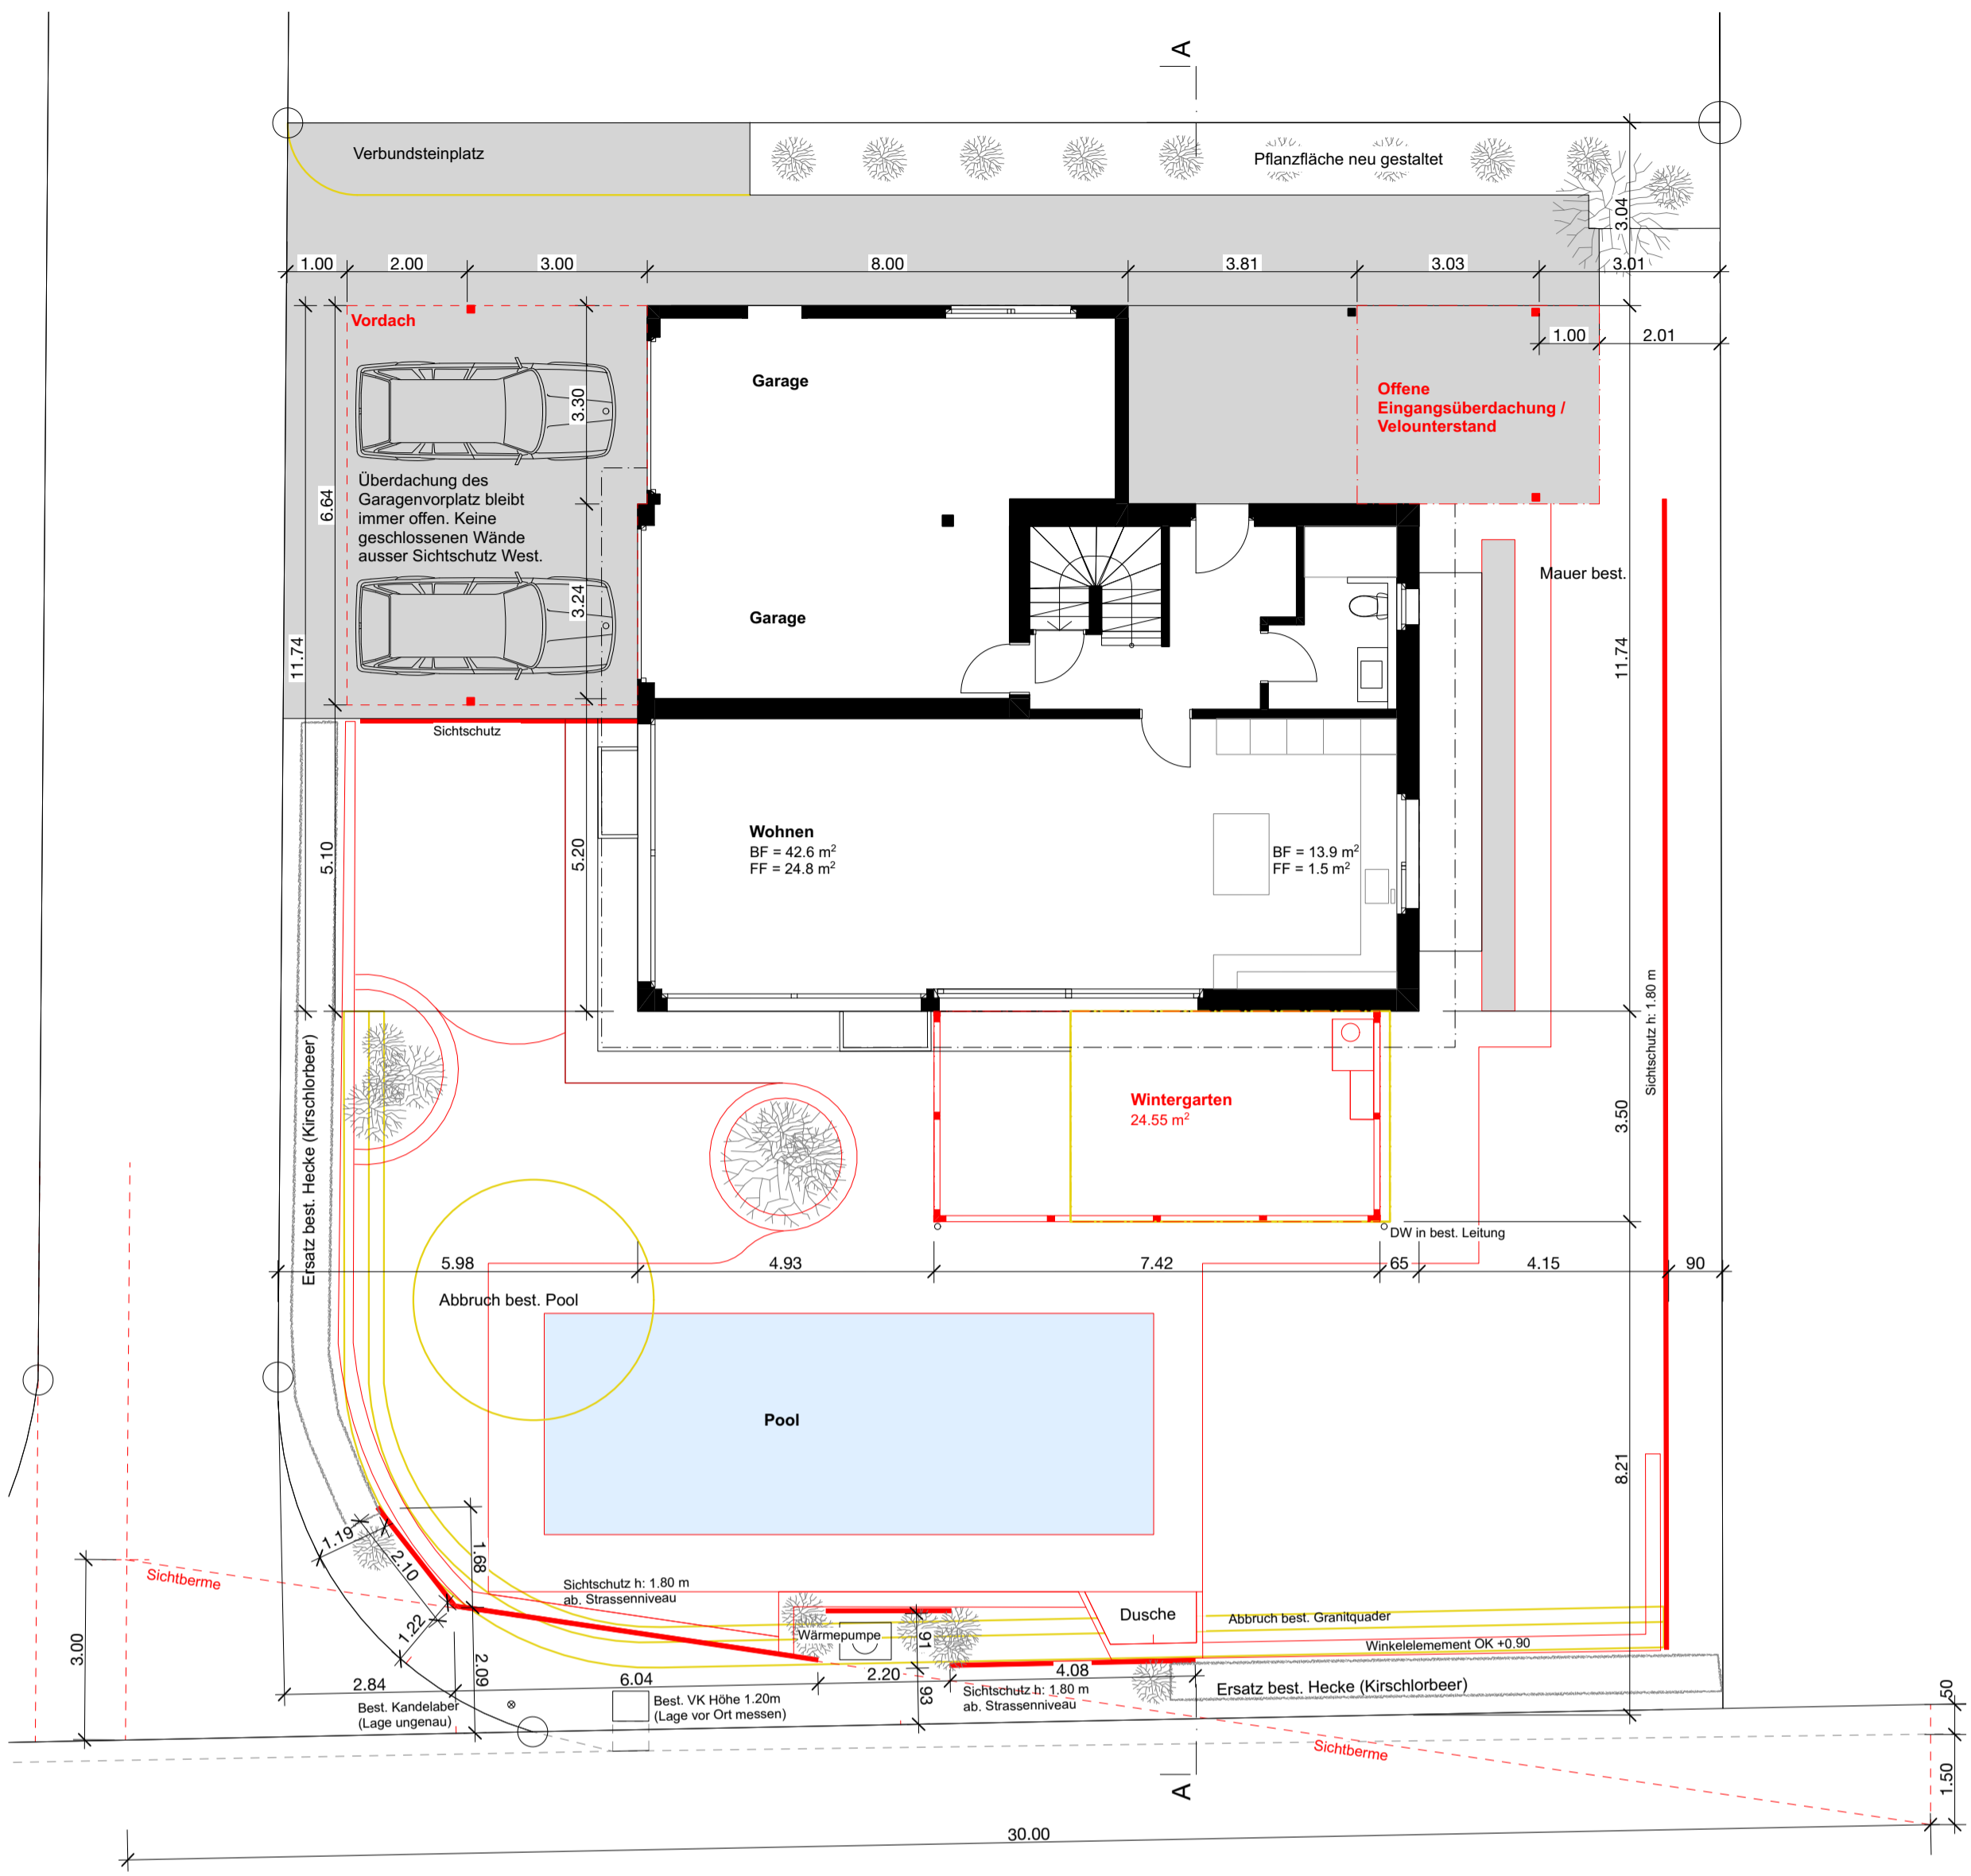 A
Verbundsteinplatz
Pflanzfläche neu gestaltet
3.04
1.00
2.00
3.00
8.00
3.81
3.03
3.01
Vordach
1.00
2.01
Garage
Offene
Eingangsüberdachung /
Velounterstand
3.30
6.64
Überdachung des
Garagenvorplatz bleibt
immer offen. Keine
geschlossenen Wände
ausser Sichtschutz West.
Mauer best.
3.24
Garage
11.74
11.74
Sichtschutz
Wohnen
BF = 42.6 m²
FF = 24.8 m²
BF = 13.9 m²
FF = 1.5 m²
5.10
5.20
Sichtschutz h: 1.80 m
Ersatz best. Hecke (Kirschlorbeer)
Wintergarten
24.55 m²
3.50
DW in best. Leitung
5.98
4.93
7.42
65
4.15
90
Abbruch best. Pool
Pool
8.21
1.19
2.10
1.68
Sichtberme
Sichtschutz h: 1.80 m
ab. Strassenniveau
Dusche
Abbruch best. Granitquader
Wärmepumpe
91
Winkelelemement OK +0.90
1.22
3.00
2.09
2.84
6.04
2.20
4.08
93
Ersatz best. Hecke (Kirschlorbeer)
Sichtschutz h: 1.80 m
ab. Strassenniveau
Best. Kandelaber
(Lage ungenau)
Best. VK Höhe 1.20m
(Lage vor Ort messen)
50
Sichtberme
1.50
A
30.00